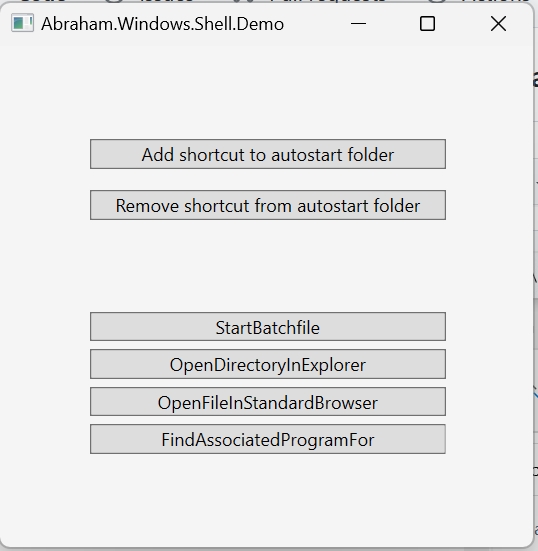 Abraham.Windows.Shell.Demo
Add shortcut to autostart folder
Remove shortcut from autostart folder
StartBatchfile
OpenDirectoryInExplorer
OpenFileInStandardBrowser
FindAssociatedProgramFor